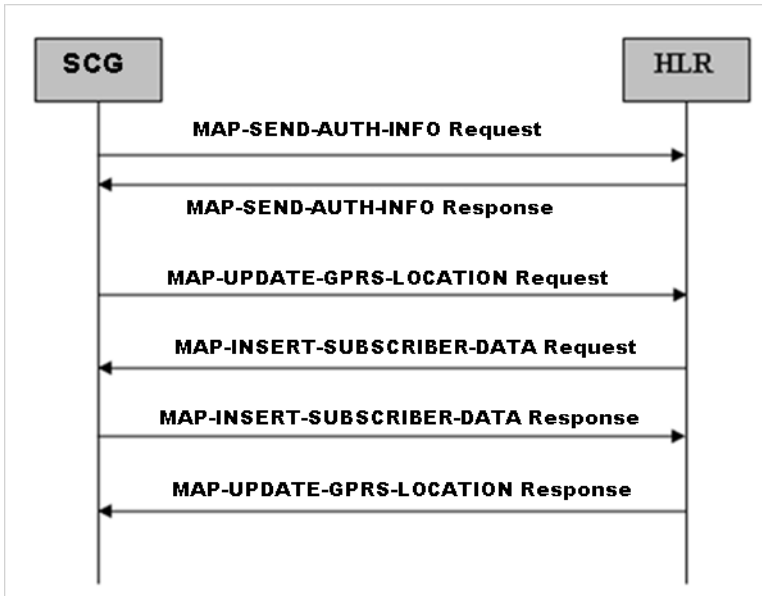 SCG
HLR
MAP-SEND-AUTH-INFO Request
MAP-SEND-AUTH-INFO Response
MAP-UPDATE-GPRS-LOCATION Request
MAP-INSERT-SUBSCRIBER-DATA Request
MAP-INSERT-SUBSCRIBER-DATA Response
MAP-UPDATE-GPRS-LOCATION Response